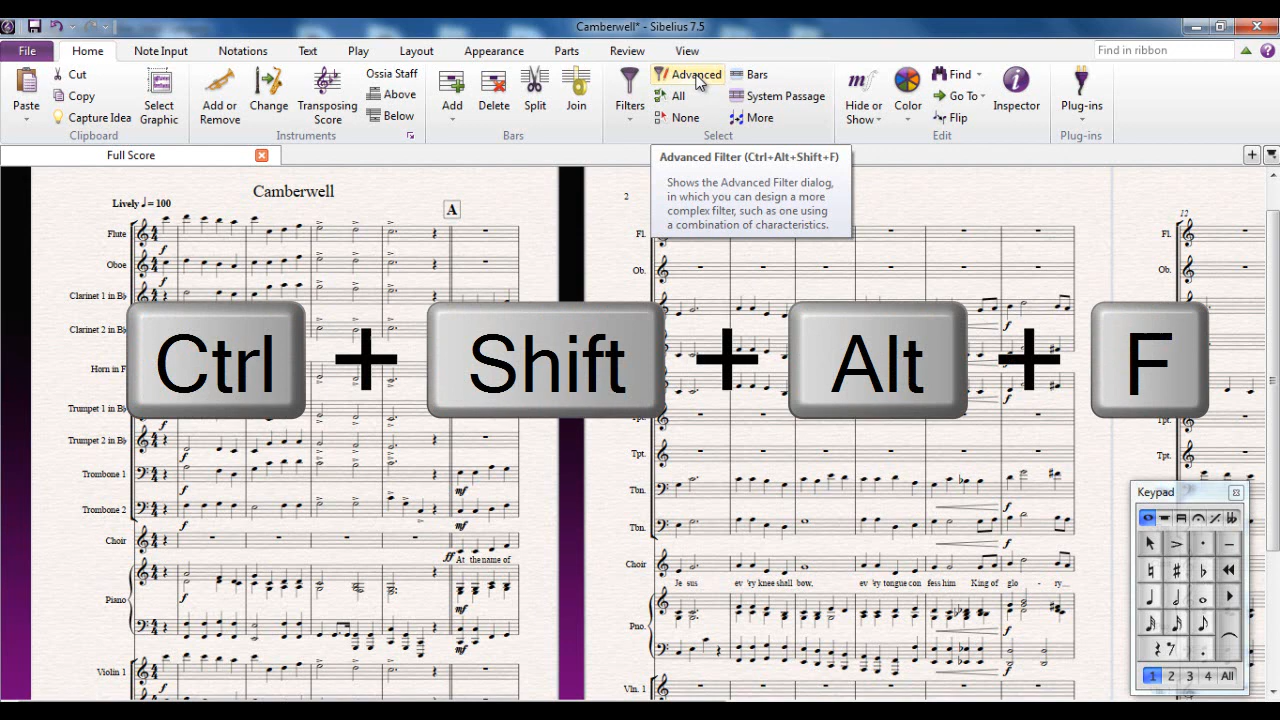 Camberwell* - Sibelius 7.5
File Home Note Input Notations Text Play Layout Appearance Parts Review View Find in ribbon
Paste Cut Copy Capture Idea Select Graphic
Clipboard
Add or Remove Change Transposing Score Ossia Staff Above Below
Instruments
Add Delete Split Join
Bars
Filters Advanced All None Bars System Passage More
Select
Hide or Show Color Find Go To Flip Inspector
Edit
Plug-ins
Plug-ins
Full Score
Advanced Filter (Ctrl+Alt+Shift+F)
Shows the Advanced Filter dialog,
in which you can design a more
complex filter, such as one using
a combination of characteristics.
Camberwell
Lively ♩ = 100
A
Flute
Oboe
Clarinet 1 in B♭
Clarinet 2 in B♭
Horn in F
Trumpet 1 in B♭
Trumpet 2 in B♭
Trombone 1
Trombone 2
Choir
At the name of
Piano
Violin 1
2
Fl.
Ob.
Tpt.
Tpt.
Tbn.
Tbn.
Choir
Je sus ev 'ry knee shall bow, ev 'ry tongue con fess him King of glo - ry
Pno.
Vln. 1
12
Fl.
Ob.
Tpt.
Tpt.
Ctrl + Shift + Alt + F
Keypad
1 2 3 4 All